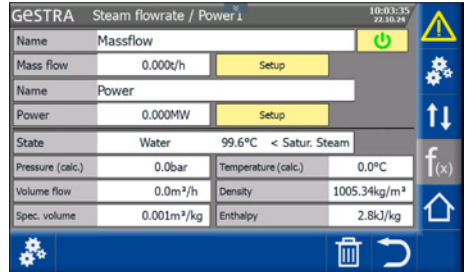 GESTRA Steam flowrate / Power1 10:03:35
22.10.24
Name Massflow
Mass flow 0.000t/h Setup
Name Power
Power 0.000MW Setup
State Water 99.6°C < Satur. Steam
Pressure (calc.) 0.0bar Temperature (calc.) 0.0°C
Volume flow 0.0m³/h Density 1005.34kg/m³
Spec. volume 0.001m³/kg Enthalpy 2.8kJ/kg
f(x)